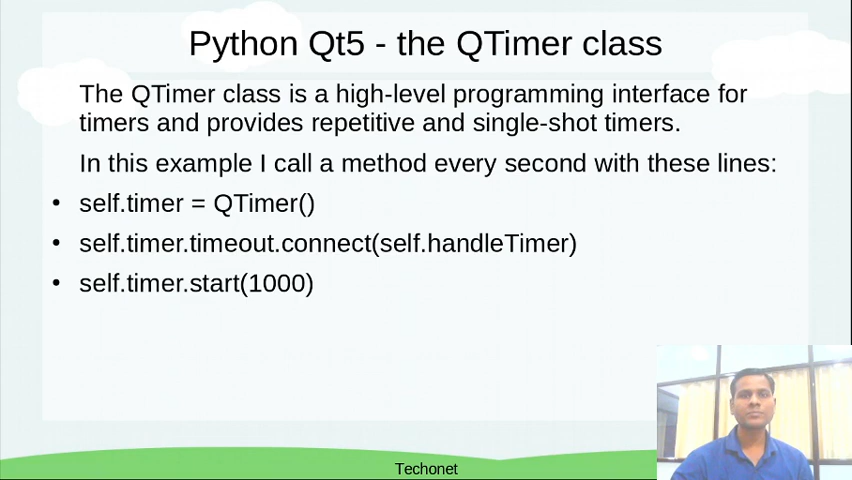 Python Qt5 - the QTimer class
The QTimer class is a high-level programming interface for
timers and provides repetitive and single-shot timers.
In this example I call a method every second with these lines:
• self.timer = QTimer()
• self.timer.timeout.connect(self.handleTimer)
• self.timer.start(1000)
Techonet